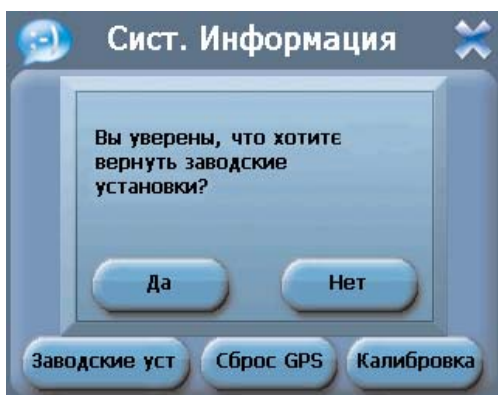 Сист. Информация
Вы уверены, что хотите
вернуть заводские
установки?
Да
Нет
Заводские уст
Сброс GPS
Калибровка